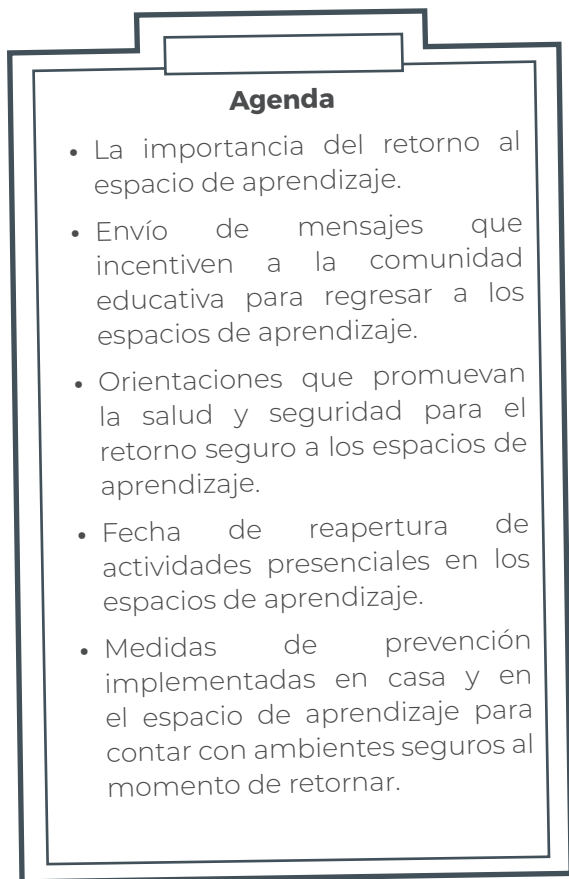 Agenda
• La importancia del retorno al
espacio de aprendizaje.
• Envío de mensajes que
incentiven a la comunidad
educativa para regresar a los
espacios de aprendizaje.
• Orientaciones que promuevan
la salud y seguridad para el
retorno seguro a los espacios de
aprendizaje.
• Fecha de reapertura de
actividades presenciales en los
espacios de aprendizaje.
• Medidas de prevención
implementadas en casa y en
el espacio de aprendizaje para
contar con ambientes seguros al
momento de retornar.